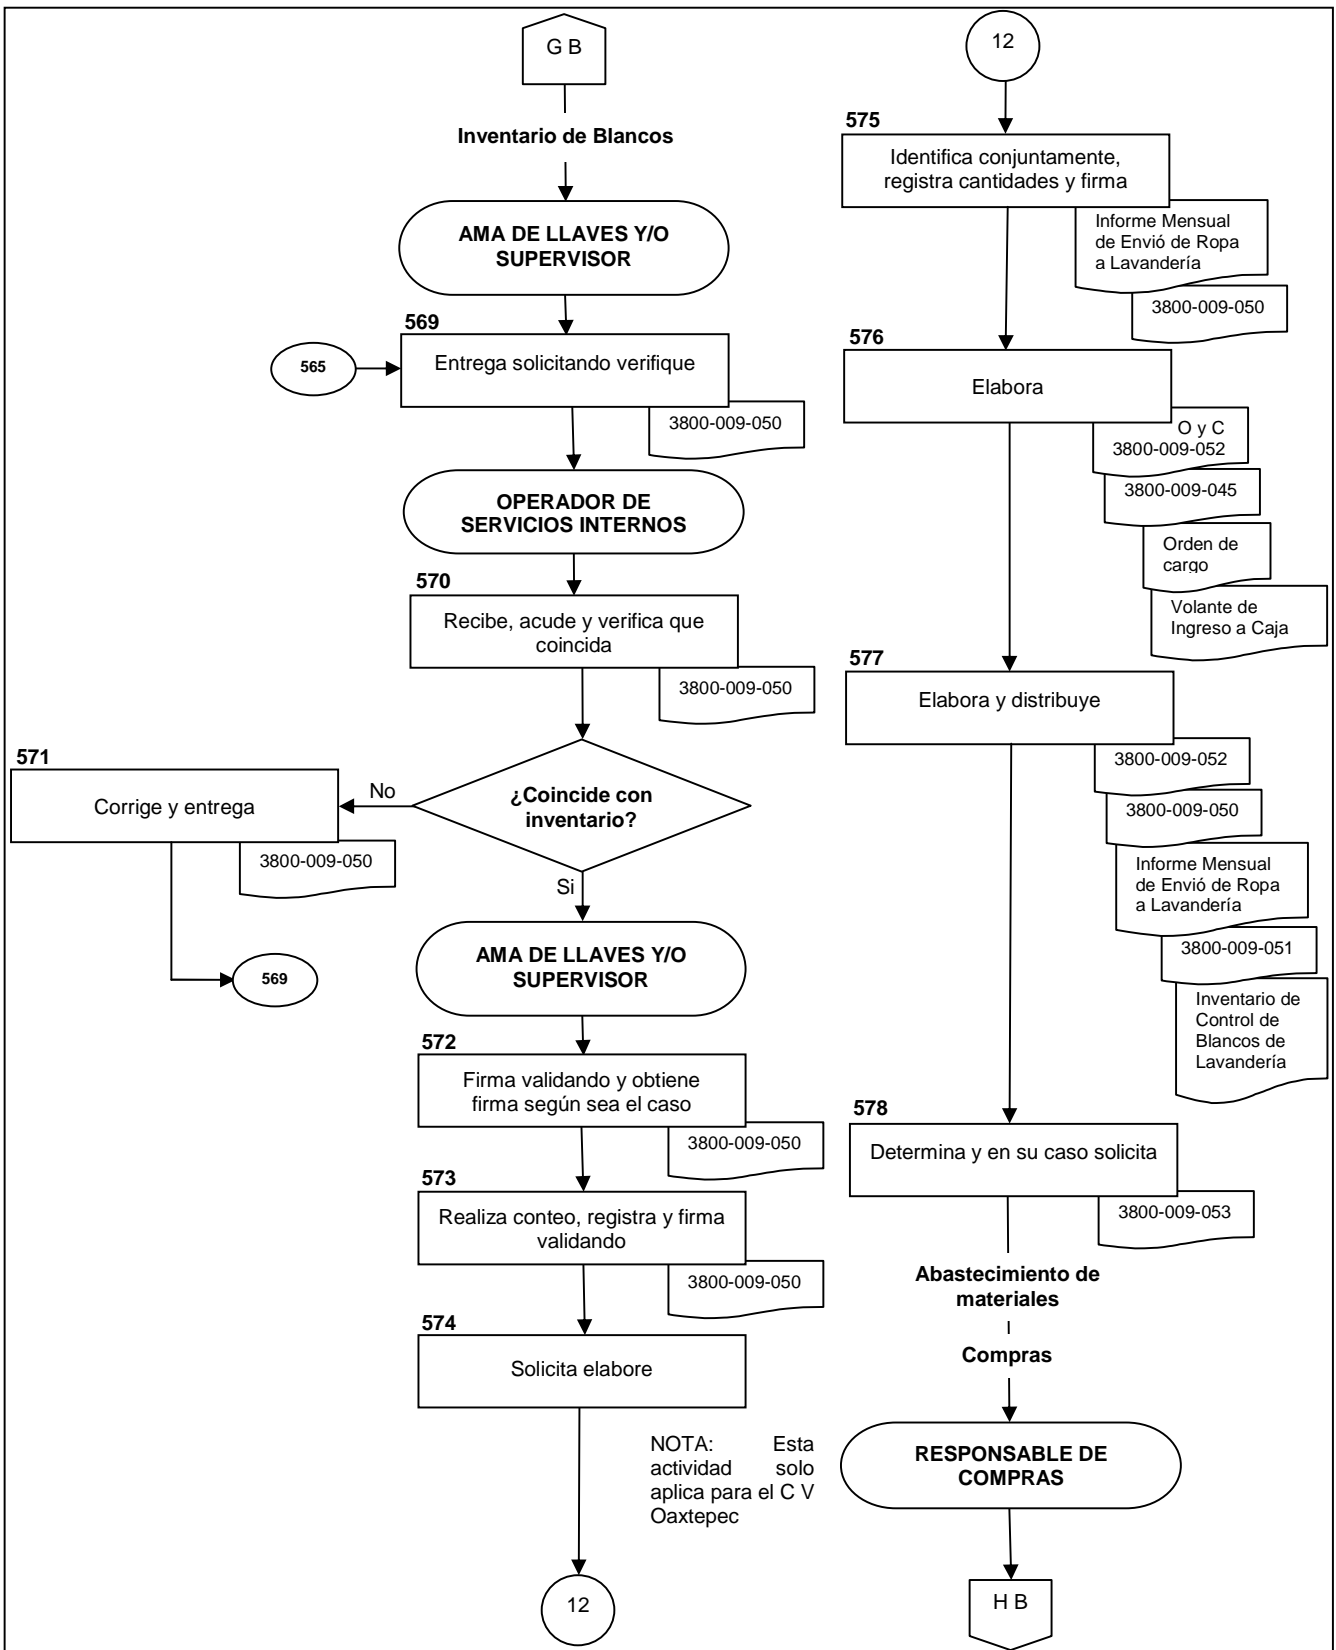 G B
Inventario de Blancos
AMA DE LLAVES Y/O
SUPERVISOR
569
565
Entrega solicitando verifique
3800-009-050
OPERADOR DE
SERVICIOS INTERNOS
570
Recibe, acude y verifica que
coincida
3800-009-050
¿Coincide con
inventario?
No
571
Corrige y entrega
3800-009-050
569
Si
AMA DE LLAVES Y/O
SUPERVISOR
572
Firma validando y obtiene
firma según sea el caso
3800-009-050
573
Realiza conteo, registra y firma
validando
3800-009-050
574
Solicita elabore
NOTA: Esta
actividad solo
aplica para el C V
Oaxtepec
12
12
575
Identifica conjuntamente,
registra cantidades y firma
Informe Mensual
de Envió de Ropa
a Lavandería
3800-009-050
576
Elabora
O y C
3800-009-052
3800-009-045
Orden de
cargo
Volante de
Ingreso a Caja
577
Elabora y distribuye
3800-009-052
3800-009-050
Informe Mensual
de Envió de Ropa
a Lavandería
3800-009-051
Inventario de
Control de
Blancos de
Lavandería
578
Determina y en su caso solicita
3800-009-053
Abastecimiento de
materiales
Compras
RESPONSABLE DE
COMPRAS
H B